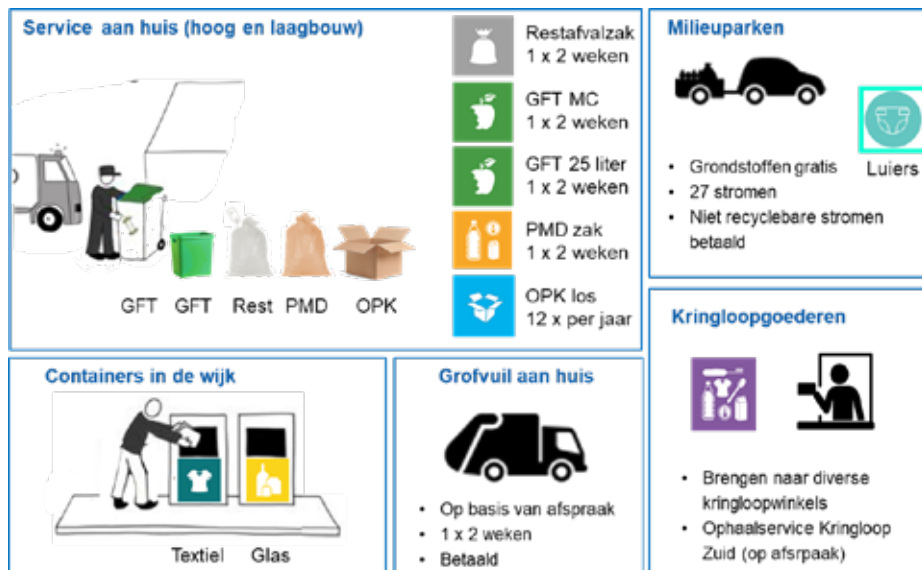 Service aan huis (hoog en laagbouw)
GFT
GFT
Rest
PMD
OPK
Restafvalzak
1 x 2 weken
GFT MC
1 x 2 weken
GFT 25 liter
1 x 2 weken
PMD zak
1 x 2 weken
OPK los
12 x per jaar
Milieuparken
Luiers
• Grondstoffen gratis
• 27 stromen
• Niet recyclebare stromen
betaald
Containers in de wijk
Textiel
Glas
Grofvuil aan huis
• Op basis van afspraak
• 1 x 2 weken
• Betaald
Kringloopgoederen
• Brengen naar diverse
kringloopwinkels
• Ophaalservice Kringloop
Zuid (op afsrpaak)